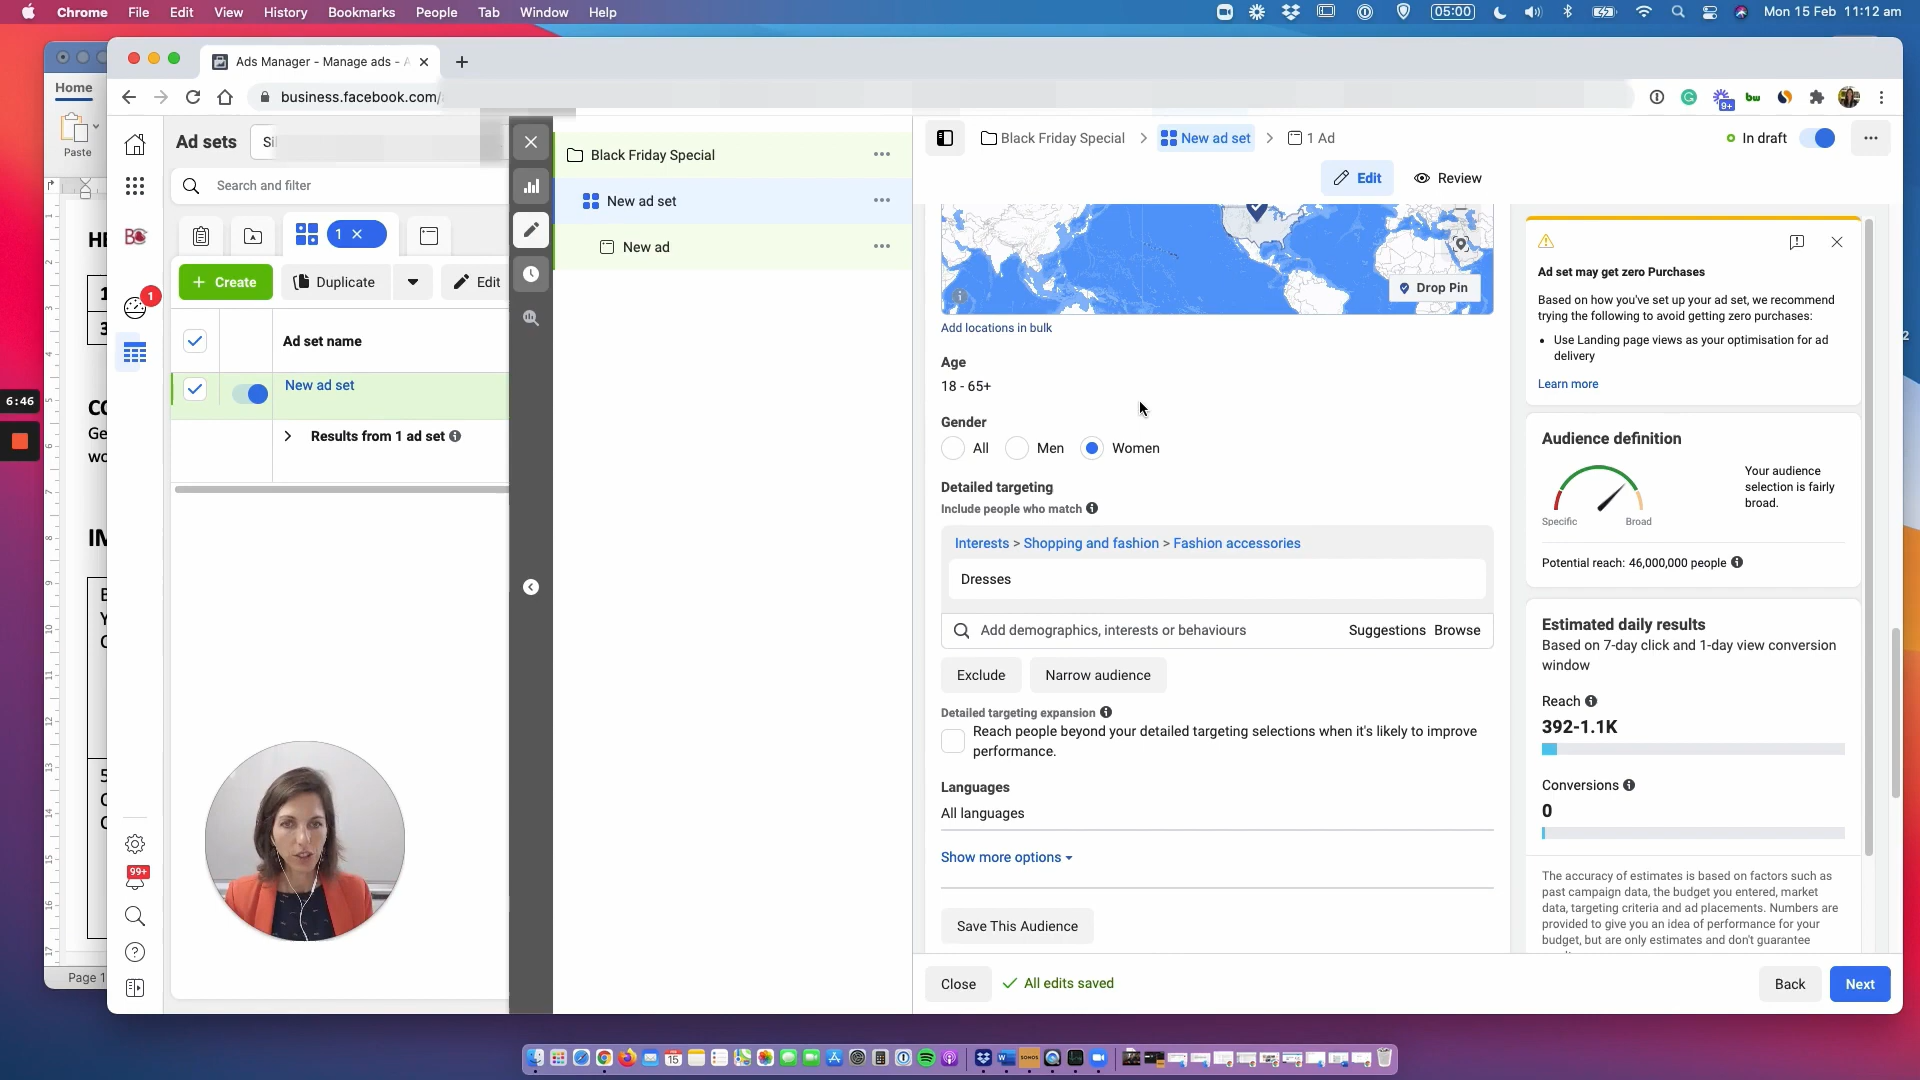 Chrome File Edit View History Bookmarks People Tab Window Help
05:00
Mon 15 Feb 11:12 am
Ads Manager - Manage ads - A
Home
business.facebook.com/
9+
bw
Paste
Ad sets
Sil
Search and filter
1
Create
Duplicate
Edit
1
Ad set name
New ad set
Results from 1 ad set
6:46
99+
HE
1
3
CO
Ge
wo
IM
Page 1
Black Friday Special
New ad set
New ad
Black Friday Special > New ad set > 1 Ad
In draft
Edit
Review
Drop Pin
Add locations in bulk
Age
18 - 65+
Gender
All Men Women
Detailed targeting
Include people who match
Interests > Shopping and fashion > Fashion accessories
Dresses
Add demographics, interests or behaviours
Suggestions Browse
Exclude
Narrow audience
Detailed targeting expansion
Reach people beyond your detailed targeting selections when it's likely to improve
performance.
Languages
All languages
Show more options
Save This Audience
Close
All edits saved
Back
Next
Ad set may get zero Purchases
Based on how you've set up your ad set, we recommend
trying the following to avoid getting zero purchases:
• Use Landing page views as your optimisation for ad
delivery
Learn more
Audience definition
Your audience
selection is fairly
broad.
Specific
Broad
Potential reach: 46,000,000 people
Estimated daily results
Based on 7-day click and 1-day view conversion
window
Reach
392-1.1K
Conversions
0
The accuracy of estimates is based on factors such as
past campaign data, the budget you entered, market
data, targeting criteria and ad placements. Numbers are
provided to give you an idea of performance for your
budget, but are only estimates and don't guarantee
15
SONOS